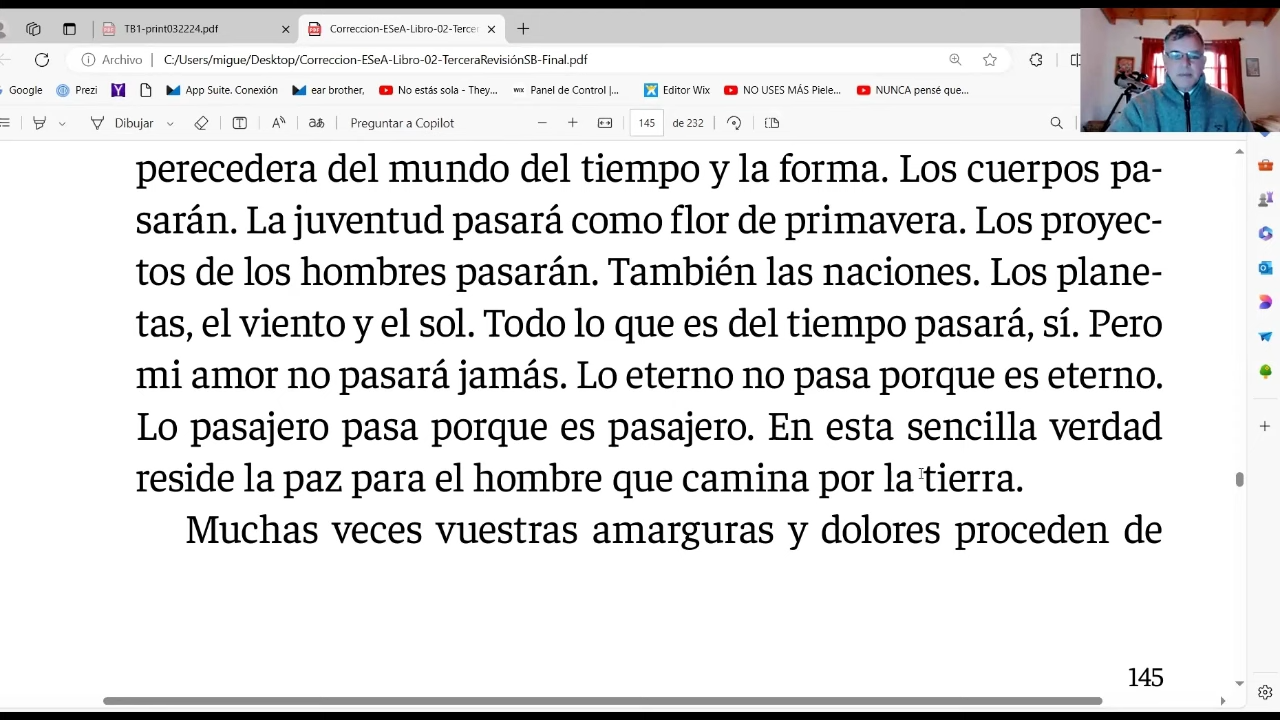 TB1-print032224.pdf
Correccion-ESeA-Libro-02-Tercer
Archivo
C:/Users/migue/Desktop/Correccion-ESeA-Libro-02-TerceraRevisiónSB-Final.pdf
Google Prezi App Suite. Conexión ear brother, No estás sola - They... WIX Panel de Control |... Editor Wix NO USES MÁS Piele... NUNCA pensé que...
Dibujar Preguntar a Copilot 145 de 232
perecedera del mundo del tiempo y la forma. Los cuerpos pa-
sarán. La juventud pasará como flor de primavera. Los proyec-
tos de los hombres pasarán. También las naciones. Los plane-
tas, el viento y el sol. Todo lo que es del tiempo pasará, sí. Pero
mi amor no pasará jamás. Lo eterno no pasa porque es eterno.
Lo pasajero pasa porque es pasajero. En esta sencilla verdad
reside la paz para el hombre que camina por la tierra.
Muchas veces vuestras amarguras y dolores proceden de
145